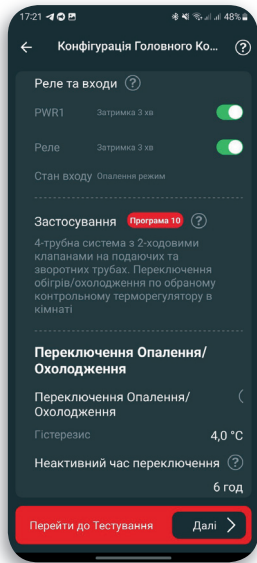 17:21 48%
Конфігурація Головного Ко...
Реле та входи
PWR1 Затримка 3 хв
Реле Затримка 3 хв
Стан входу Опалення режим
Застосування Програма 10
4-трубна система з 2-ходовими
клапанами на подаючих та
зворотних трубах. Переключення
обігрів/охолодження по обраному
контрольному терморегулятору в
кімнаті
Переключення Опалення/
Охолодження
Переключення Опалення/
Охолодження
Гістерезис 4,0 °C
Неактивний час переключення
6 год
Перейти до Тестування Далі